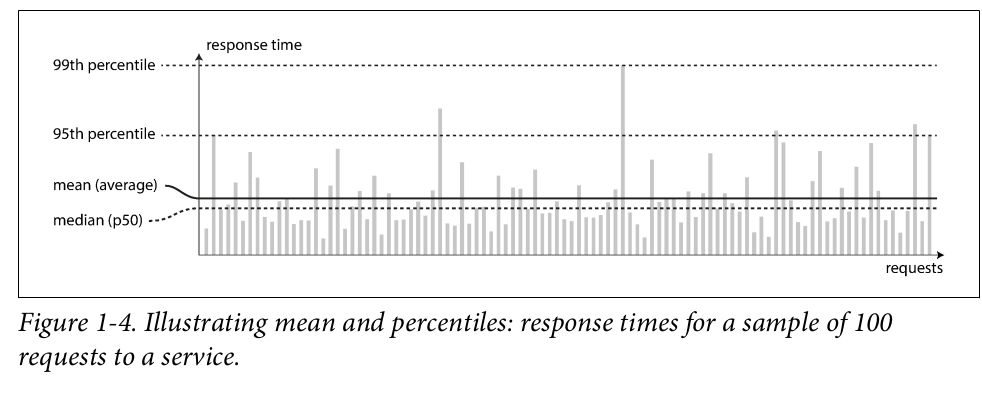 response time
99th percentile
95th percentile
mean (average)
median (p50)
requests
Figure 1-4. Illustrating mean and percentiles: response times for a sample of 100
requests to a service.